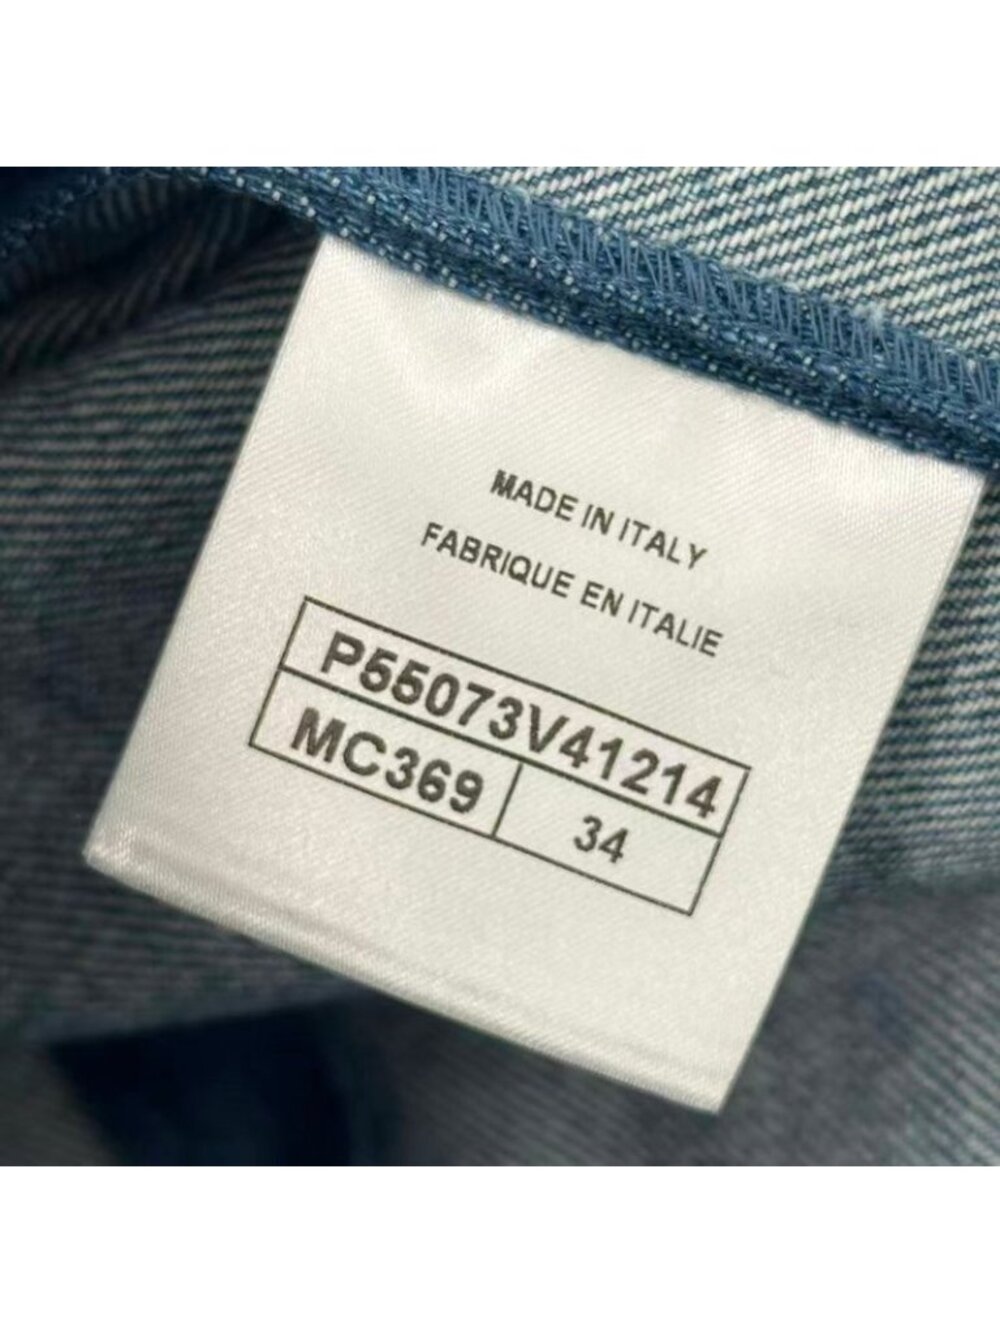 MADE IN ITALY
FABRIQUE EN ITALIE
P55073V41214
MC369 34